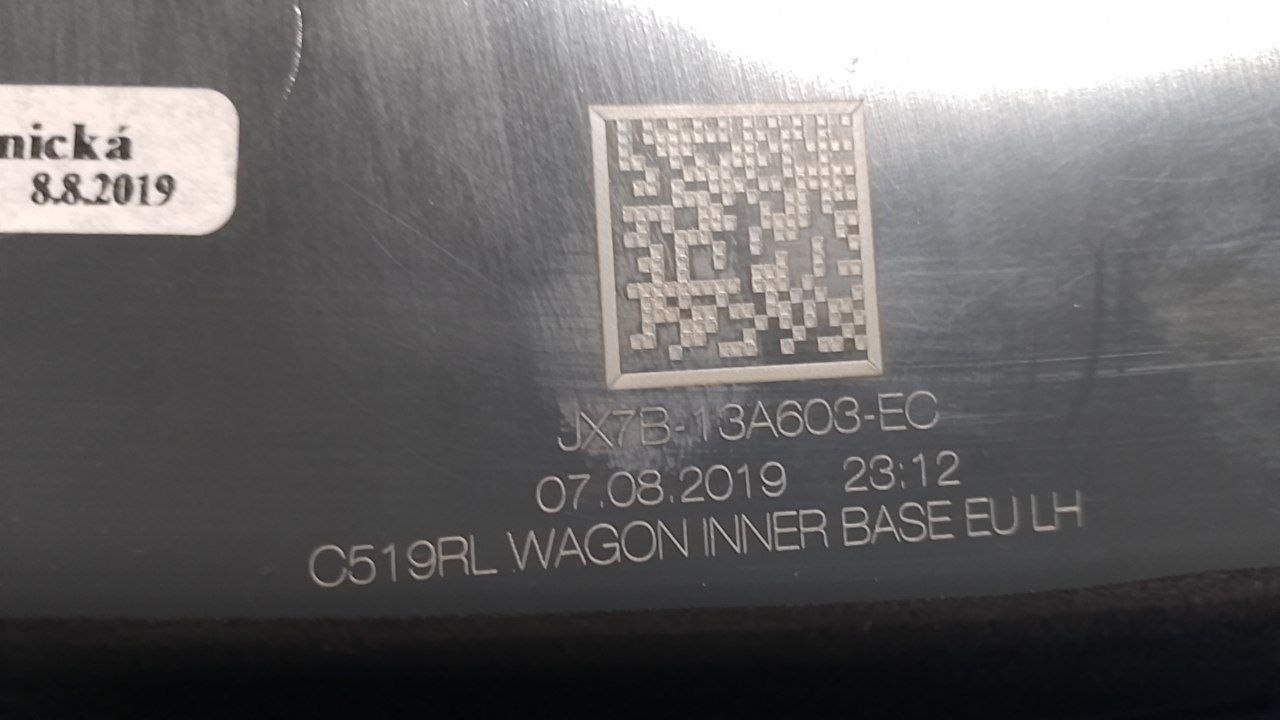 nická
8.8.2019
JX7B-13A603-EC
07.08.2019 23:12
C519RL WAGON INNER BASE EU LH